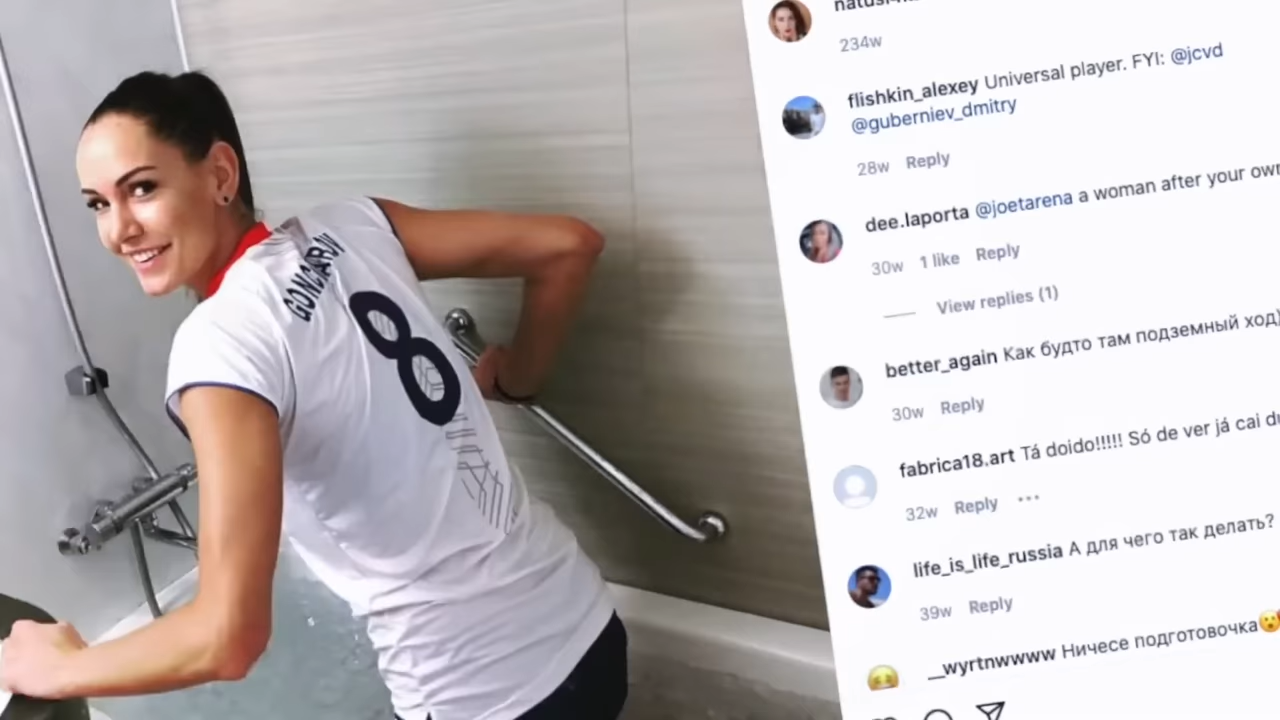 GONCHAROV
8
234w
flishkin_alexey Universal player. FYI: @jcvd
@guberniev_dmitry
28w Reply
dee.laporta @joetarena a woman after your own
30w 1 like Reply
View replies (1)
better_again Как будто там подземный ход)
30w Reply
fabrica18.art Tá doido!!!!! Só de ver já cai du
32w Reply ...
life_is_life_russia А для чего так делать?
39w Reply
__wyrtnwwww Ничесе подготовочка😮